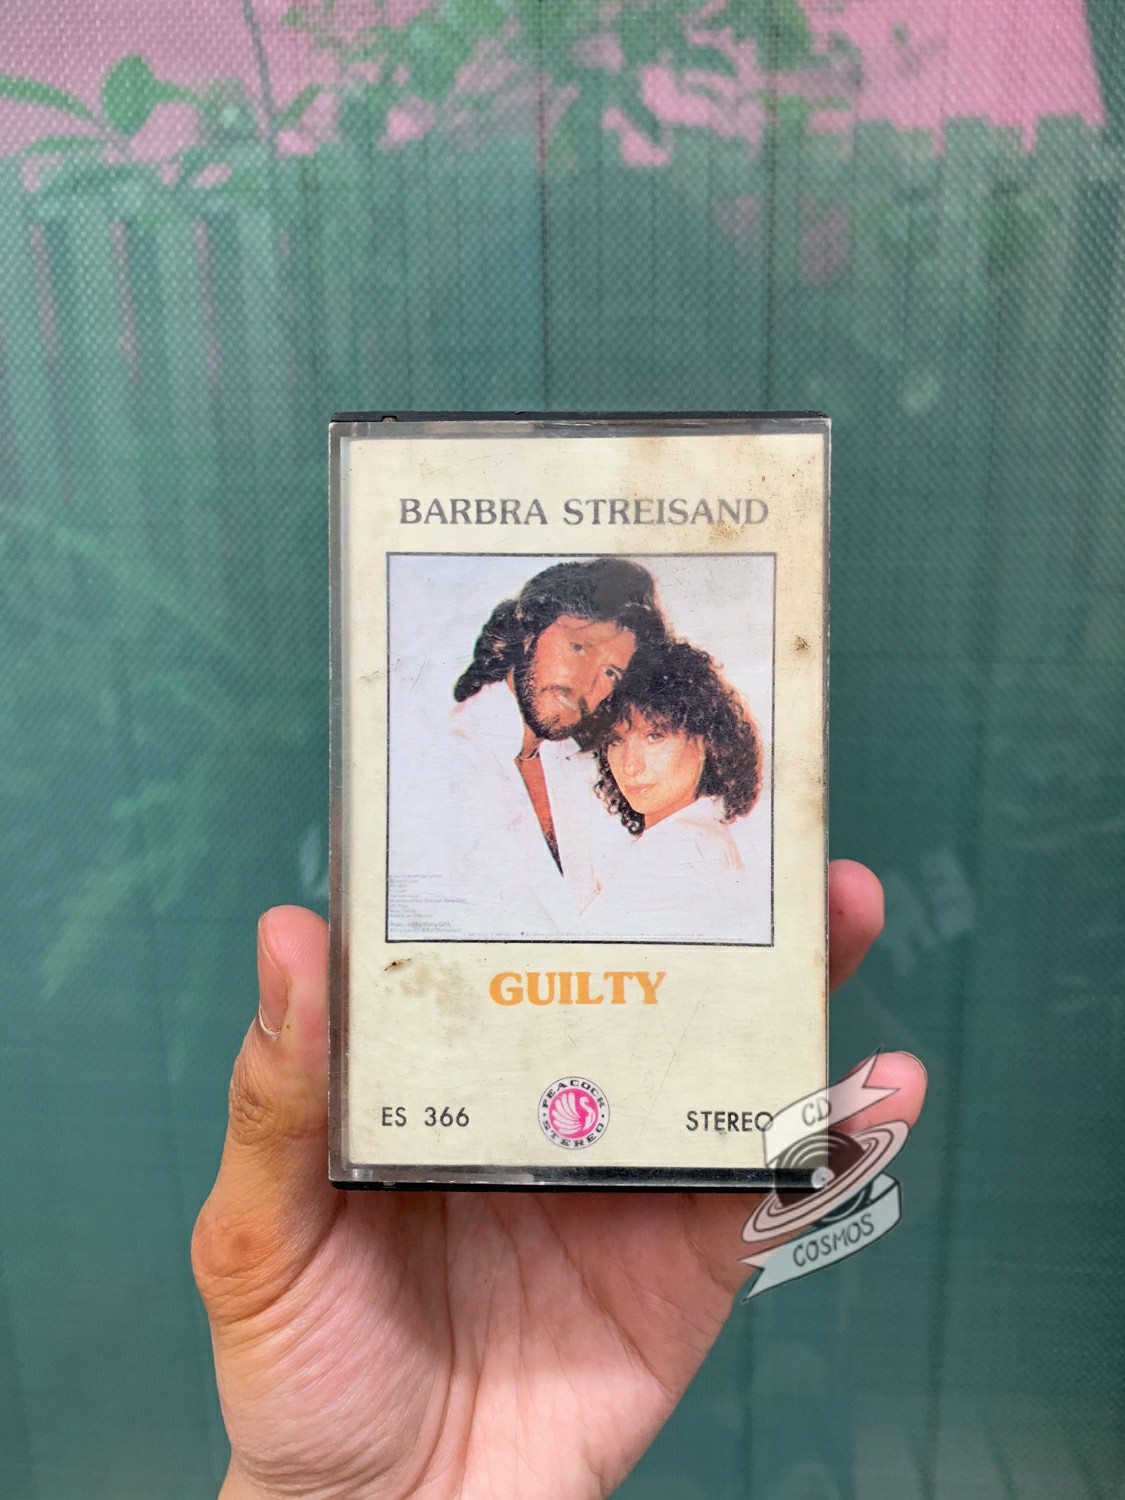 BARBRA STREISAND
GUILTY
ES 366
PEACOCK
STEREO
STEREO
CD
COSMOS